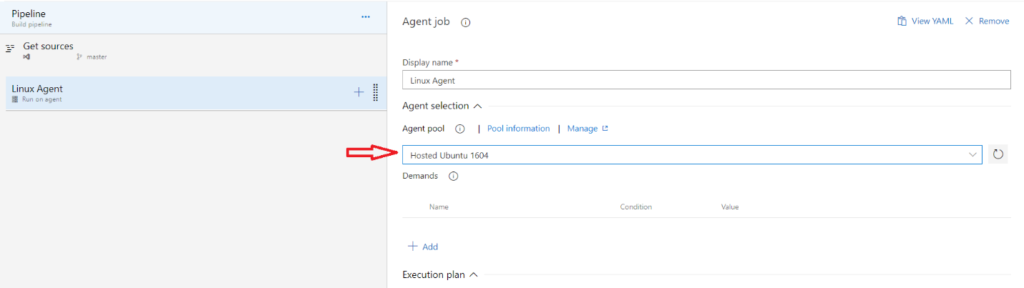 Pipeline
Build pipeline
Get sources
master
Linux Agent
Run on agent
Agent job
View YAML
Remove
Display name *
Linux Agent
Agent selection
Agent pool | Pool information | Manage
Hosted Ubuntu 1604
Demands
Name Condition Value
Add
Execution plan